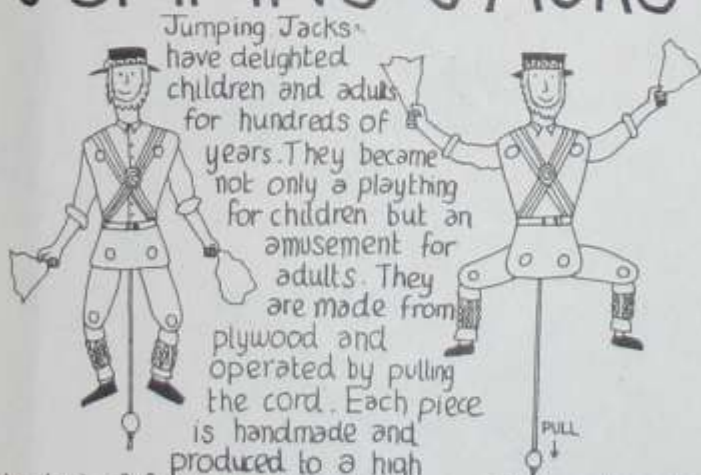 JUMPING JACKS
Jumping Jacks
have delighted
children and adults
for hundreds of
years. They became
not only a plaything
for children but an
amusement for
adults. They
are made from
plywood and
operated by pulling
the cord. Each piece
is handmade and
produced to a high
PULL